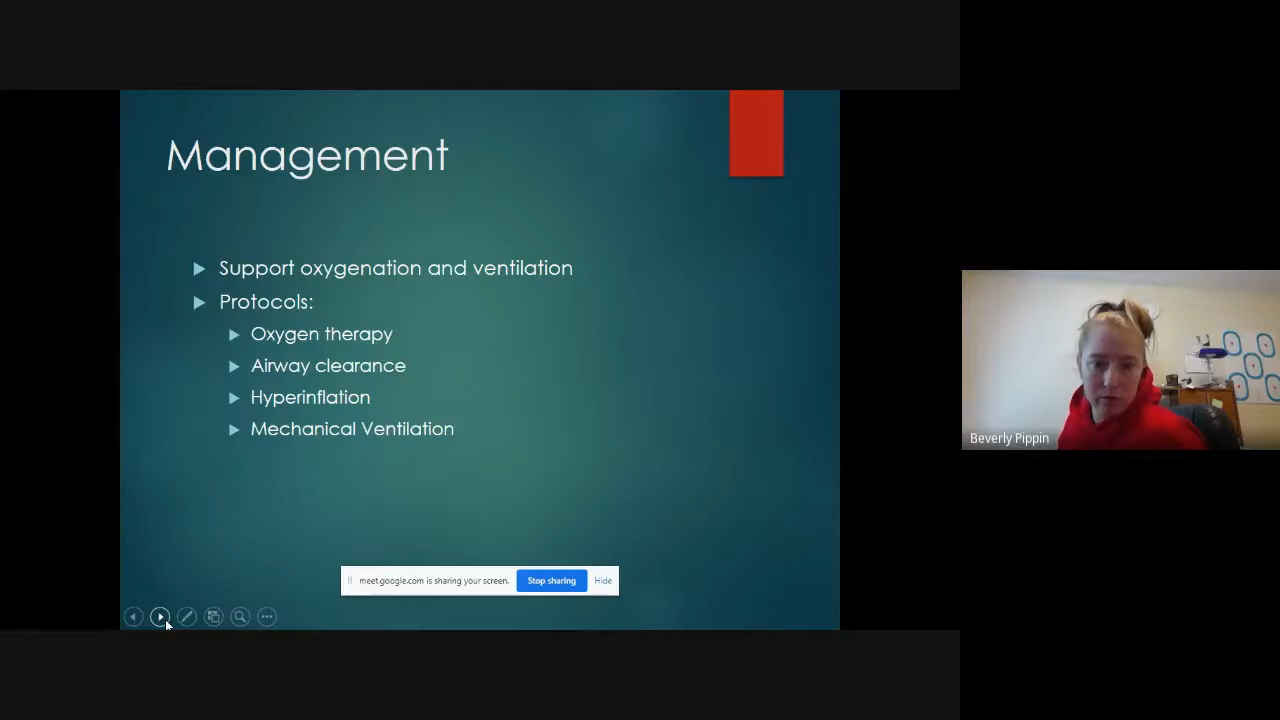 Management
Support oxygenation and ventilation
Protocols:
Oxygen therapy
Airway clearance
Hyperinflation
Mechanical Ventilation
meet.google.com is sharing your screen.
Stop sharing
Hide
Beverly Pippin